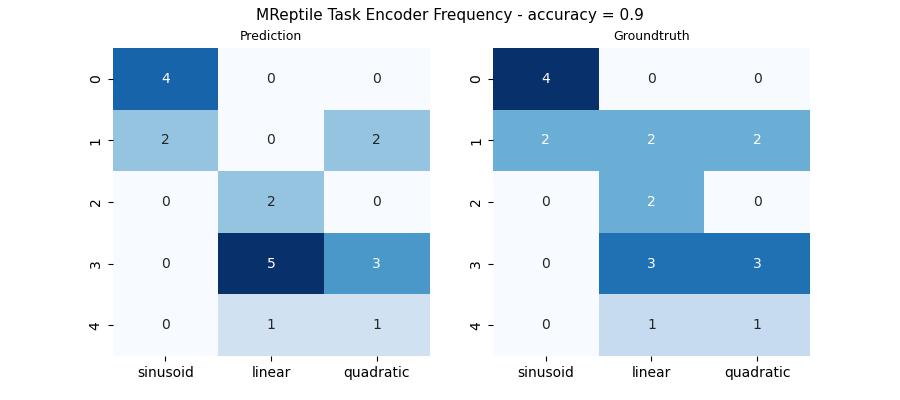 MReptile Task Encoder Frequency - accuracy = 0.9
Prediction
0 4 0 0
1 2 0 2
2 0 2 0
3 0 5 3
4 0 1 1
sinusoid linear quadratic
Groundtruth
0 4 0 0
1 2 2 2
2 0 2 0
3 0 3 3
4 0 1 1
sinusoid linear quadratic